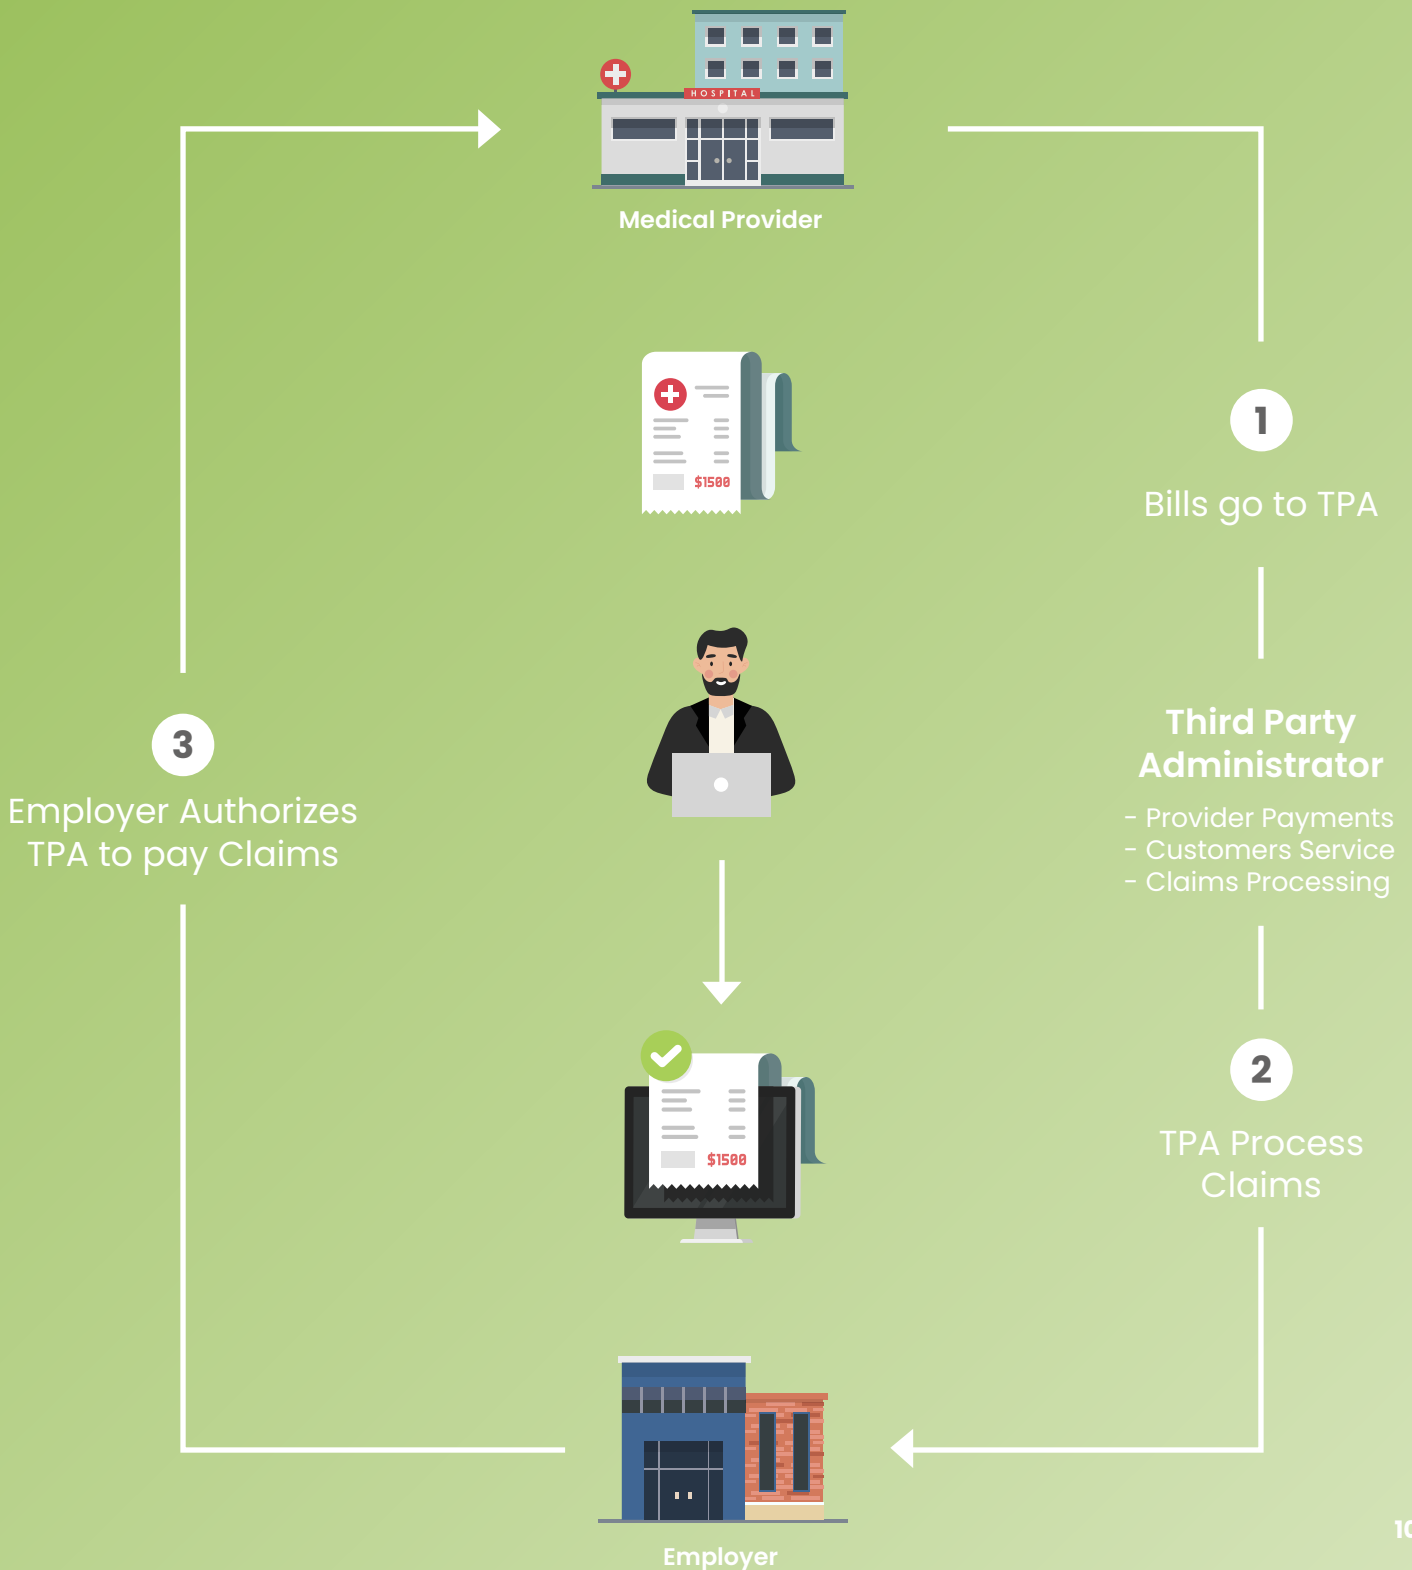 HOSPITAL
Medical Provider
$1500
1
Bills go to TPA
Third Party
Administrator
- Provider Payments
- Customers Service
- Claims Processing
3
Employer Authorizes
TPA to pay Claims
2
TPA Process
Claims
$1500
Employer
10